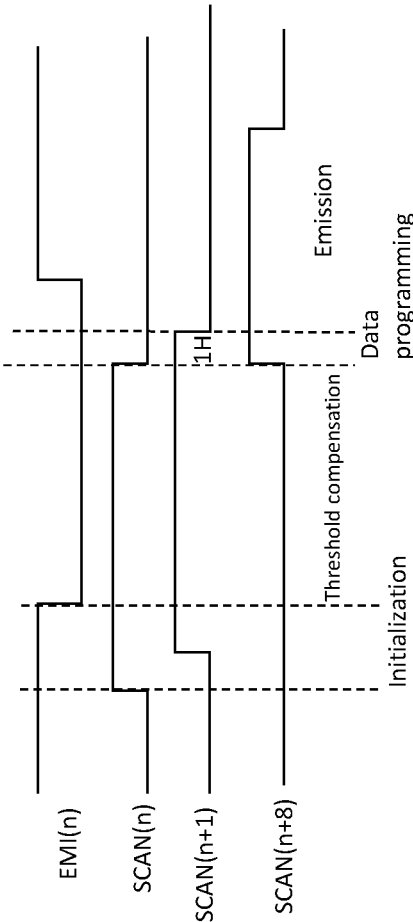 EMI(n)
SCAN(n)
SCAN(n+1)
1H
SCAN(n+8)
Initialization
Threshold compensation
Data
programming
Emission